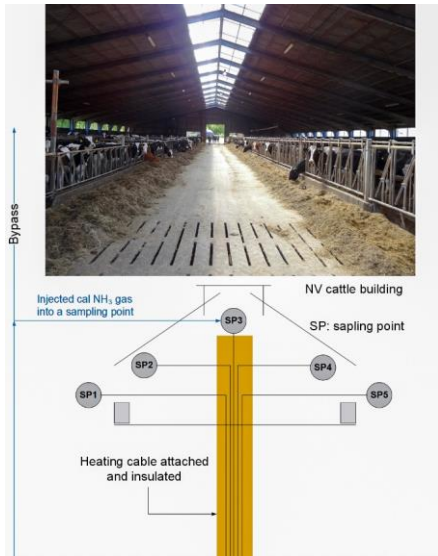 Bypass
NV cattle building
Injected cal NH₃ gas
into a sampling point
SP3
SP: sapling point
SP2
SP4
SP1
SP5
Heating cable attached
and insulated